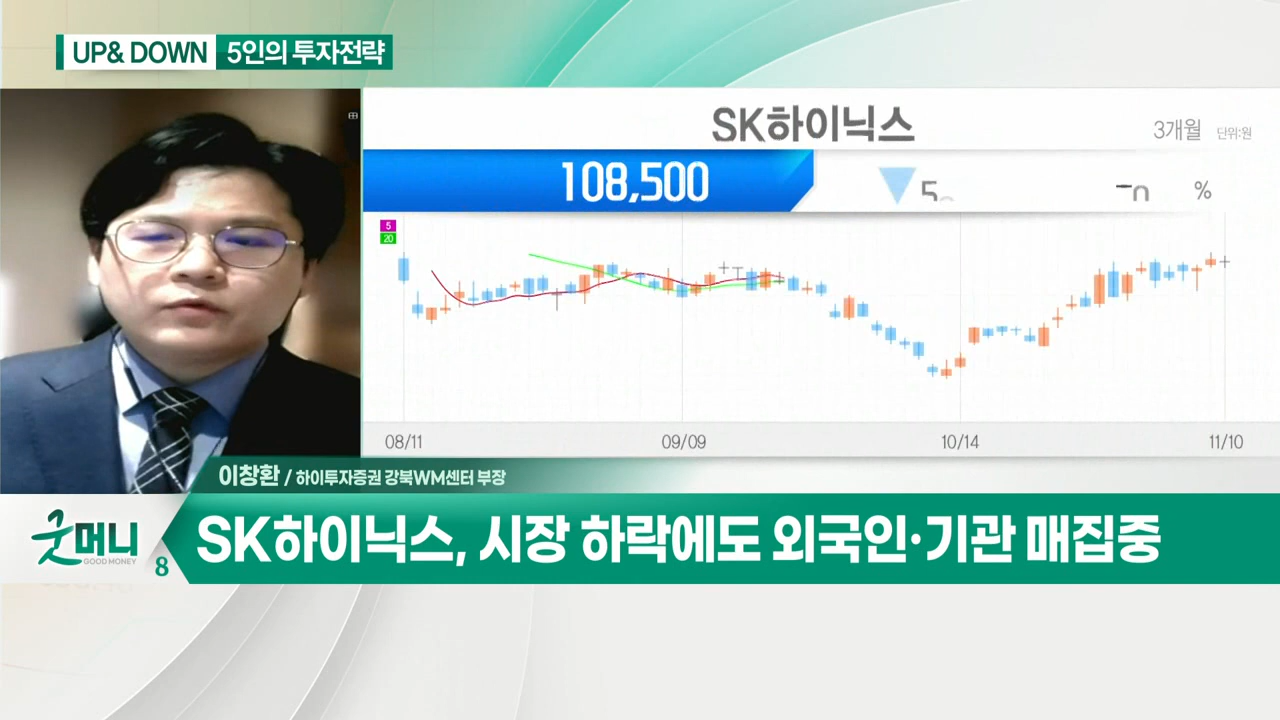 UP& DOWN 5인의 투자전략
SK하이닉스
3개월 단위:원
108,500
▼ %
5
20
08/11 09/09 10/14 11/10
이창환 / 하이투자증권 강북WM센터 부장
굿머니
GOOD MONEY
8
SK하이닉스, 시장 하락에도 외국인·기관 매집중